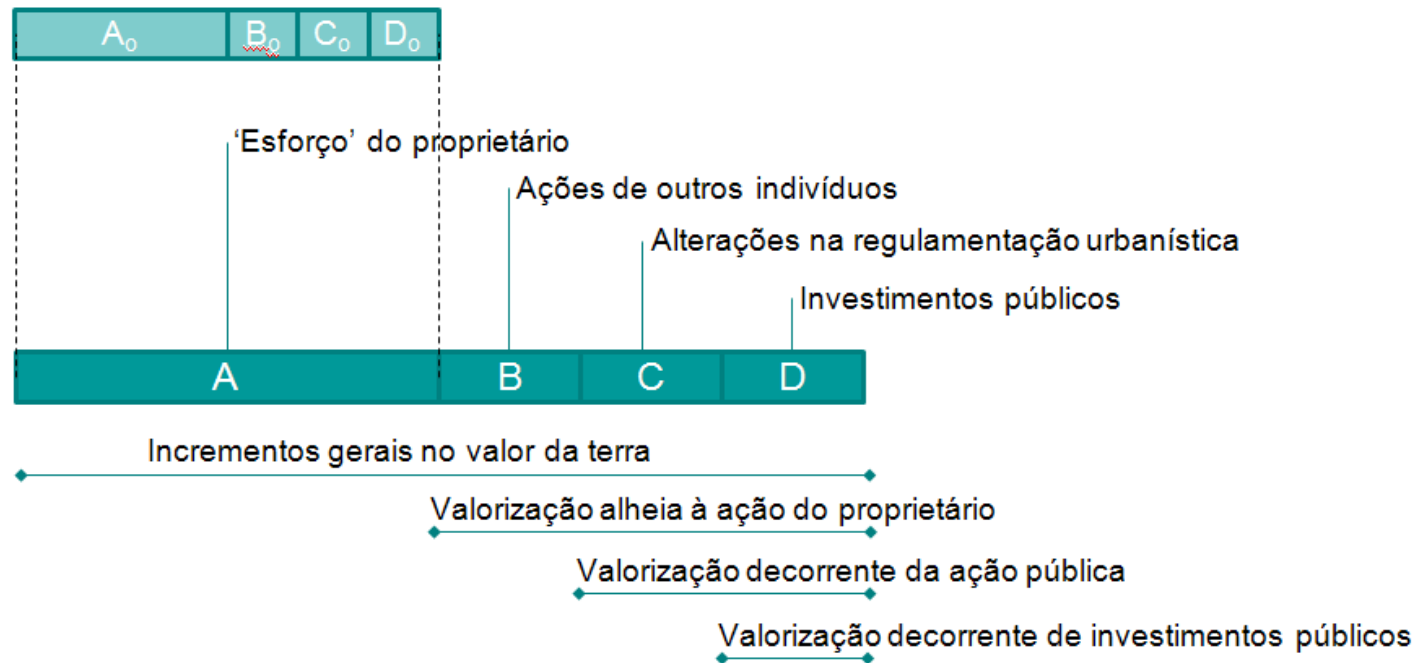 A₀ B₀ C₀ D₀
‘Esforço’ do proprietário
Ações de outros indivíduos
Alterações na regulamentação urbanística
Investimentos públicos
A B C D
Incrementos gerais no valor da terra
Valorização alheia à ação do proprietário
Valorização decorrente da ação pública
Valorização decorrente de investimentos públicos